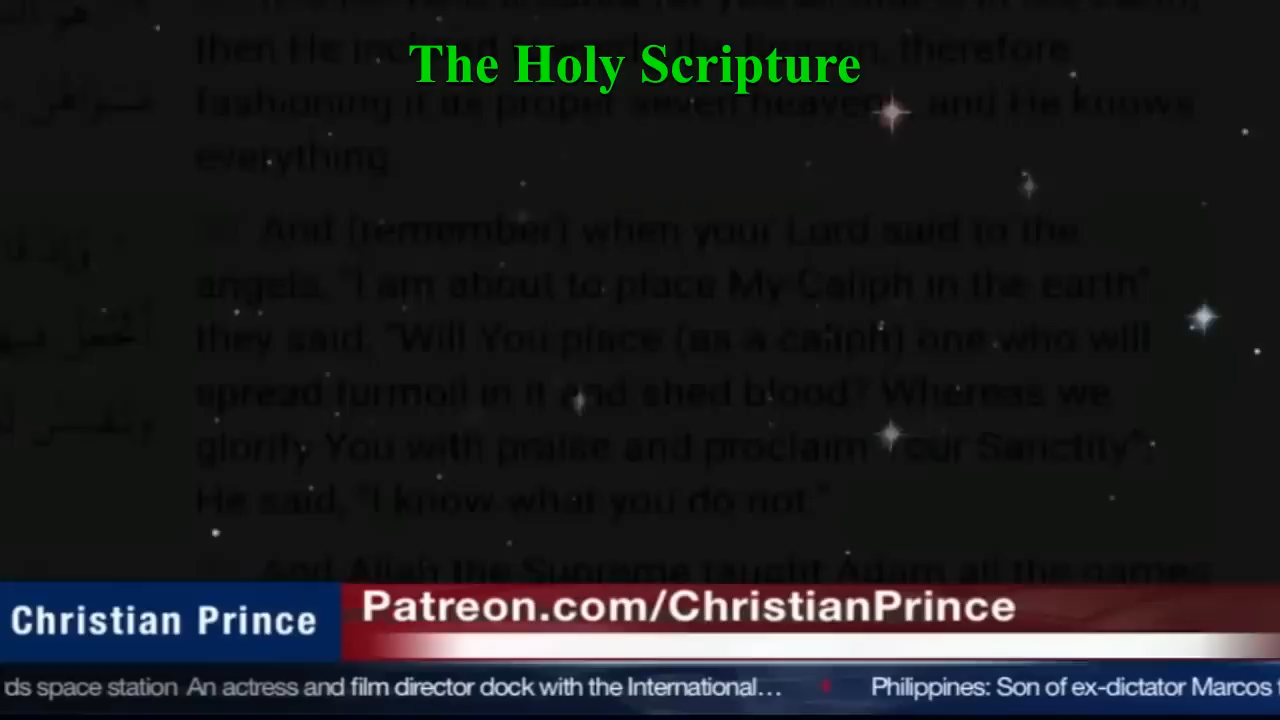 The Holy Scripture
then He inclined towards the heaven, therefore
fashioning it as proper seven heavens, and He knows
everything.
And (remember) when your Lord said to the
angels, "I am about to place My Caliph in the earth"
they said, "Will You place (as a caliph) one who will
spread turmoil in it and shed blood? Whereas we
glorify You with praise and proclaim Your Sanctity";
He said, "I know what you do not."
And Allah the Supreme taught Adam all the names
Christian Prince
Patreon.com/ChristianPrince
ds space station An actress and film director dock with the International...
Philippines: Son of ex-dictator Marcos